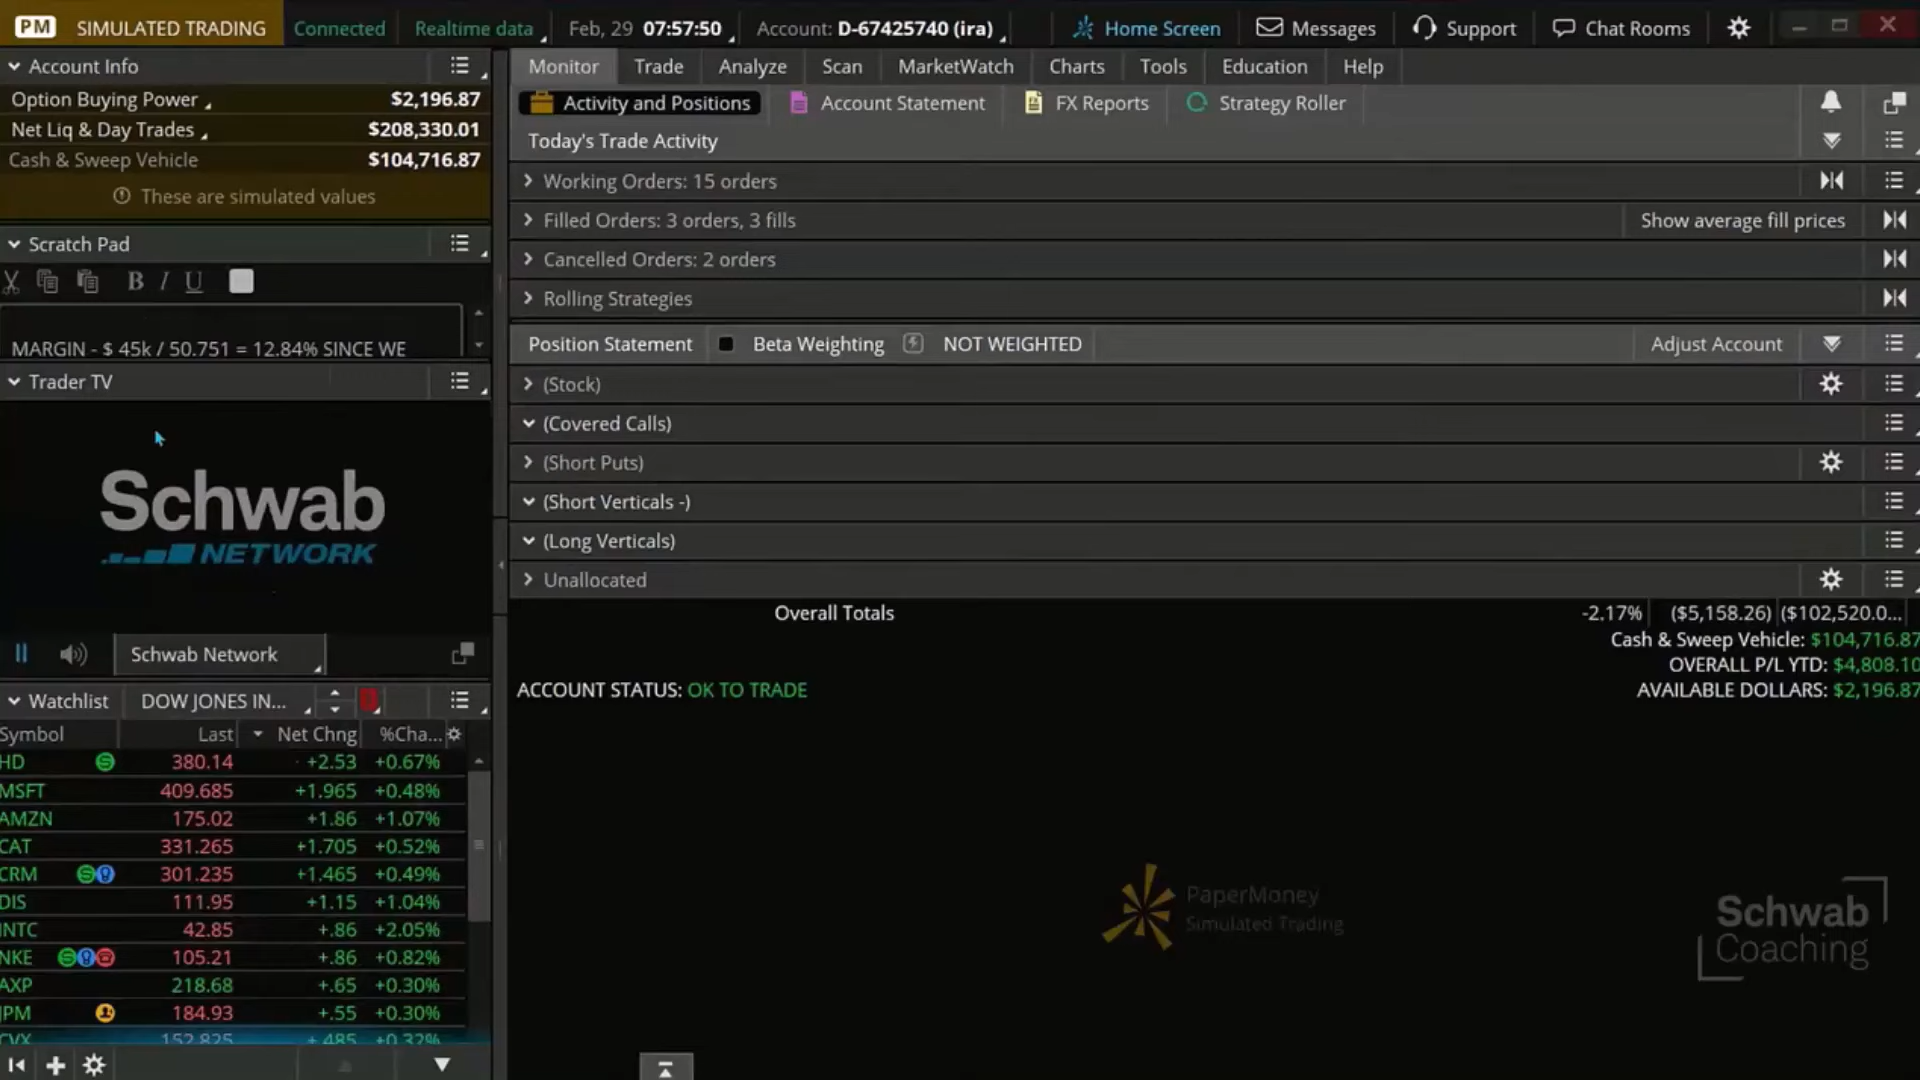 PM SIMULATED TRADING Connected Realtime data Feb, 29 07:57:50 Account: D-67425740 (ira) Home Screen Messages Support Chat Rooms
Account Info
Option Buying Power $2,196.87
Net Liq & Day Trades $208,330.01
Cash & Sweep Vehicle $104,716.87
These are simulated values
Scratch Pad
B I U
MARGIN - $ 45k / 50.751 = 12.84% SINCE WE
Trader TV
Schwab
NETWORK
Schwab Network
Watchlist DOW JONES IN...
Symbol Last Net Chng %Cha...
HD 380.14 +2.53 +0.67%
MSFT 409.685 +1.965 +0.48%
AMZN 175.02 +1.86 +1.07%
CAT 331.265 +1.705 +0.52%
CRM 301.235 +1.465 +0.49%
DIS 111.95 +1.15 +1.04%
INTC 42.85 +.86 +2.05%
NKE 105.21 +.86 +0.82%
AXP 218.68 +.65 +0.30%
JPM 184.93 +.55 +0.30%
CVX 152.825 +.485 +0.32%
Monitor Trade Analyze Scan MarketWatch Charts Tools Education Help
Activity and Positions Account Statement FX Reports Strategy Roller
Today's Trade Activity
Working Orders: 15 orders
Filled Orders: 3 orders, 3 fills Show average fill prices
Cancelled Orders: 2 orders
Rolling Strategies
Position Statement Beta Weighting NOT WEIGHTED Adjust Account
(Stock)
(Covered Calls)
(Short Puts)
(Short Verticals -)
(Long Verticals)
Unallocated
Overall Totals -2.17% ($5,158.26) ($102,520.0...
Cash & Sweep Vehicle: $104,716.87
OVERALL P/L YTD: $4,808.10
ACCOUNT STATUS: OK TO TRADE AVAILABLE DOLLARS: $2,196.87
PaperMoney
Simulated Trading
Schwab
Coaching